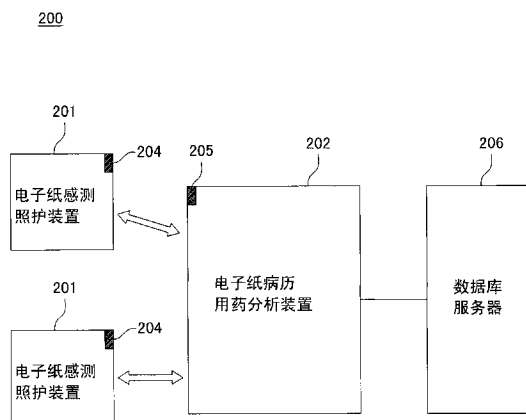 200
201
204
电子纸感测
照护装置
205
202
电子纸病历
用药分析装置
206
数据库
服务器
201
204
电子纸感测
照护装置